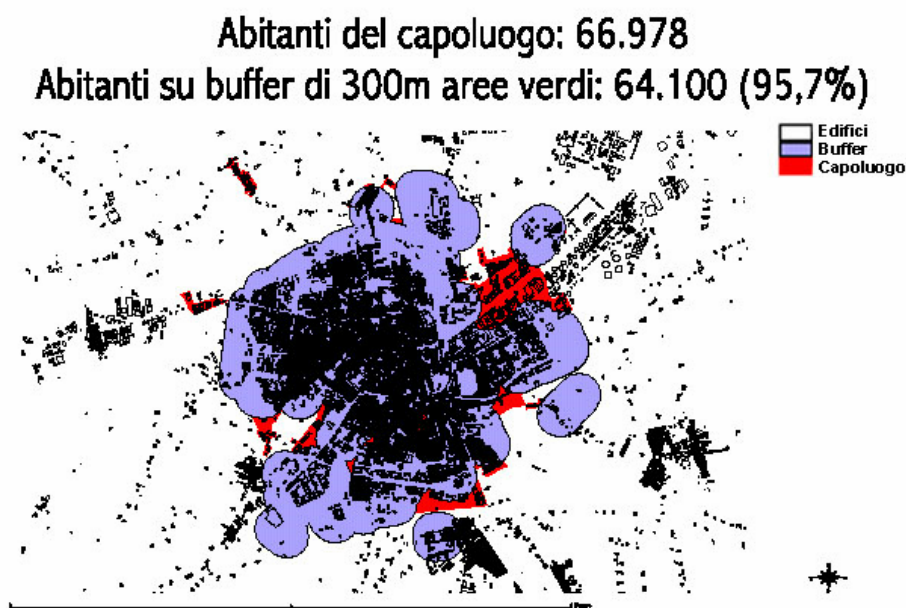 Abitanti del capoluogo: 66.978
Abitanti su buffer di 300m aree verdi: 64.100 (95,7%)
Edifici
Buffer
Capoluogo